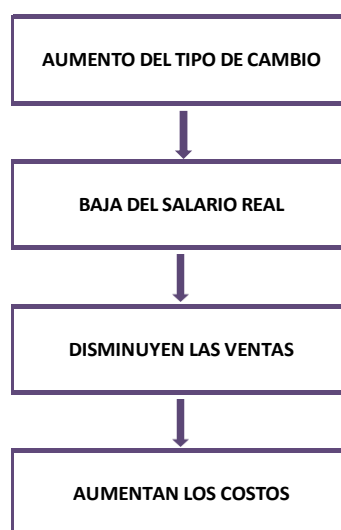 AUMENTO DEL TIPO DE CAMBIO
BAJA DEL SALARIO REAL
DISMINUYEN LAS VENTAS
AUMENTAN LOS COSTOS